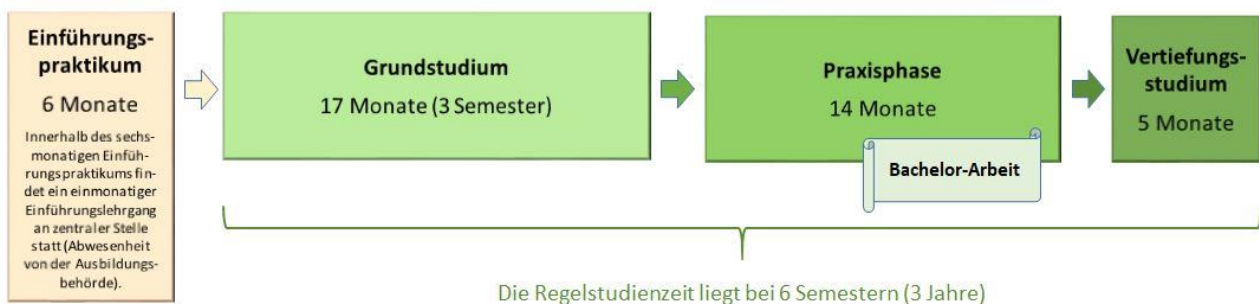 Einführungs-
praktikum
6 Monate
Innerhalb des sechs-
monatigen Einfüh-
rungspraktikums fin-
det ein einmonatiger
Einführungslehrgang
an zentraler Stelle
statt (Abwesenheit
von der Ausbildungs-
behörde).
Grundstudium
17 Monate (3 Semester)
Praxisphase
14 Monate
Bachelor-Arbeit
Vertiefungs-
studium
5 Monate
Die Regelstudienzeit liegt bei 6 Semestern (3 Jahre)